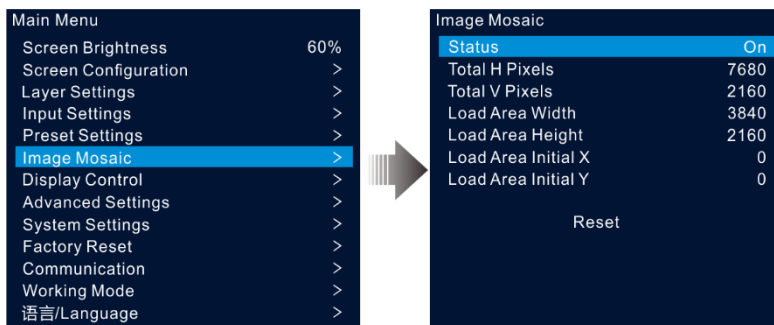 Main Menu
Screen Brightness 60%
Screen Configuration >
Layer Settings >
Input Settings >
Preset Settings >
Image Mosaic >
Display Control >
Advanced Settings >
System Settings >
Factory Reset >
Communication >
Working Mode >
语言/Language >
Image Mosaic
Status On
Total H Pixels 7680
Total V Pixels 2160
Load Area Width 3840
Load Area Height 2160
Load Area Initial X 0
Load Area Initial Y 0
Reset